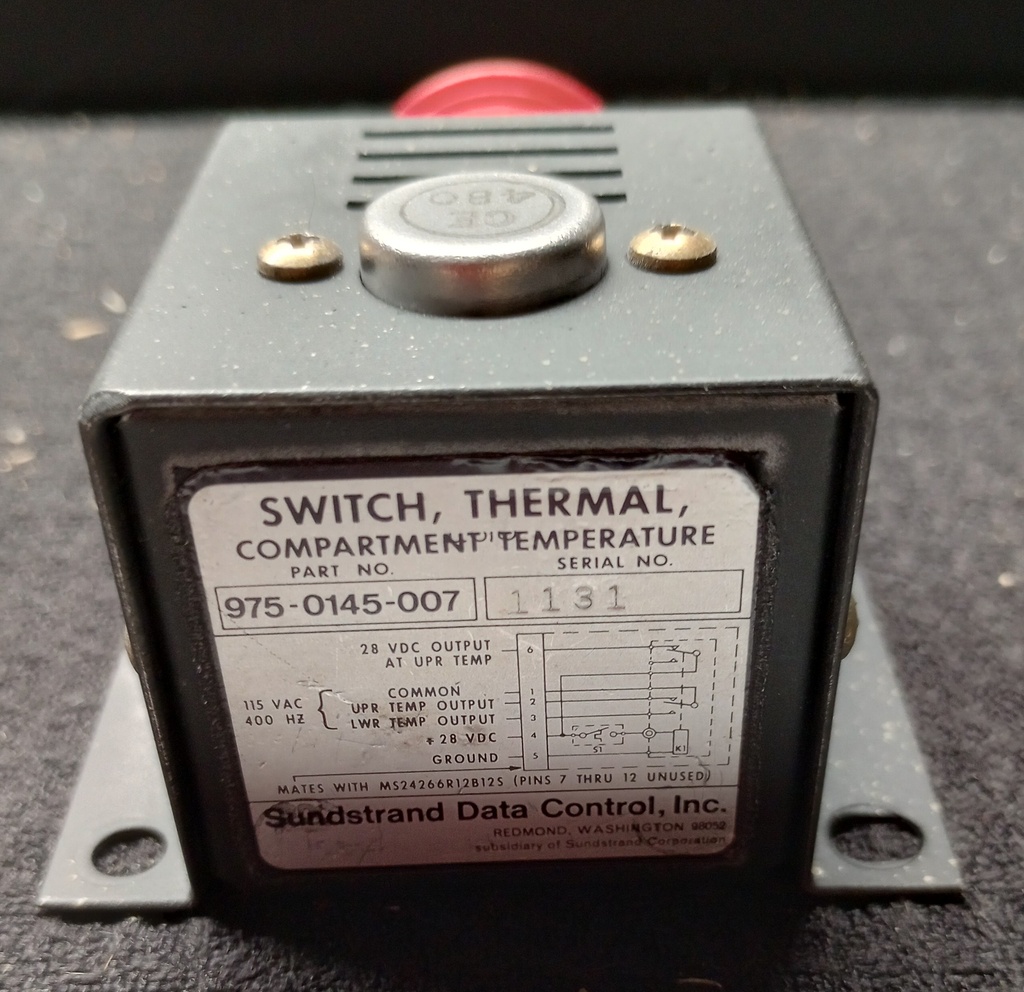 CE
480
SWITCH, THERMAL,
COMPARTMENT TEMPERATURE
PART NO. SERIAL NO.
975-0145-007 1131
28 VDC OUTPUT 6
AT UPR TEMP
115 VAC
400 HZ
COMMON 1
UPR TEMP OUTPUT 2
LWR TEMP OUTPUT 3
+28 VDC 4
S1
K1
GROUND 5
MATES WITH MS24266R12B12S (PINS 7 THRU 12 UNUSED)
Sundstrand Data Control, Inc.
REDMOND, WASHINGTON 98052
subsidiary of Sundstrand Corporation